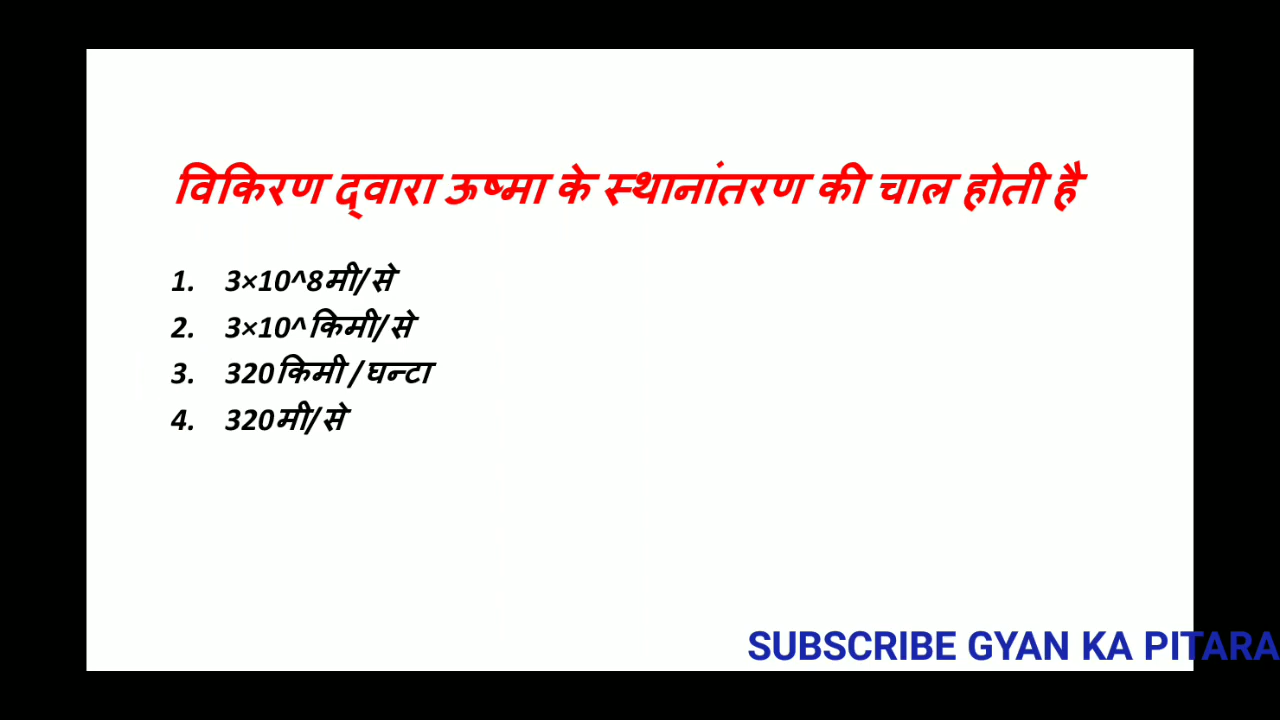 विकिरण द्वारा ऊष्मा के स्थानांतरण की चाल होती है
1. 3×10^8मी/से
2. 3×10^किमी/से
3. 320किमी/घन्टा
4. 320मी/से
SUBSCRIBE GYAN KA PITARA